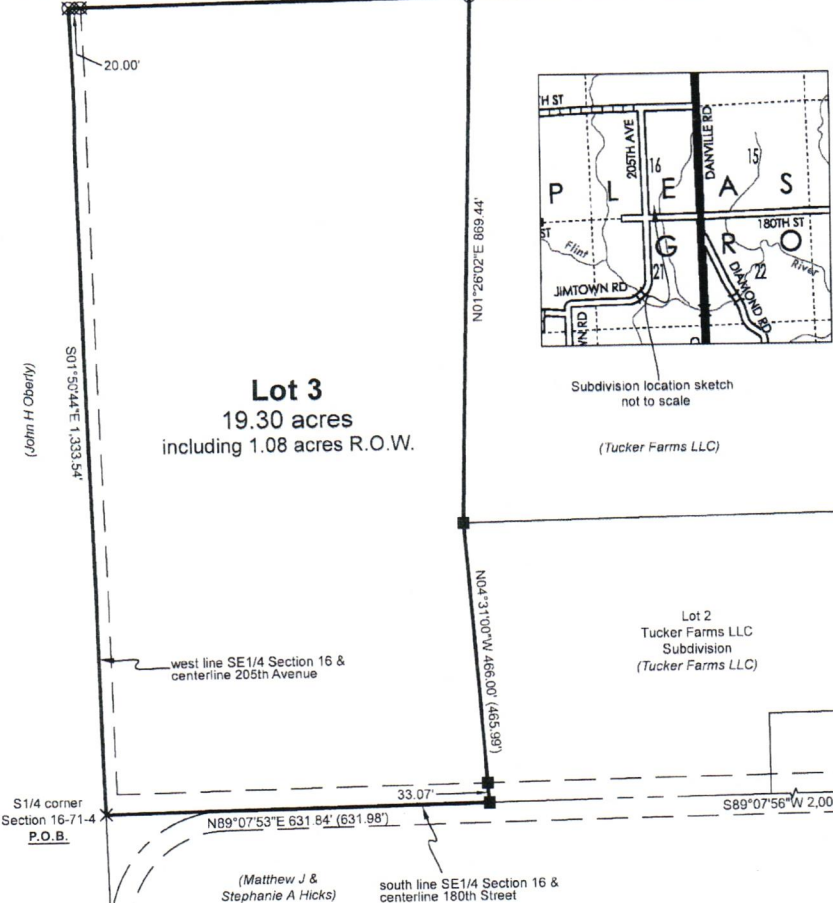 20.00'
H ST
205TH AVE
16
DANVILLE RD
15
P L E A S
180TH ST
ST
G R O
Flint
River
21
22
JIMTOWN RD
DIAMOND RD
VN RD
N01°26'02"E 869.44'
Subdivision location sketch
not to scale
(John H Oberly)
S01°50'44"E 1,333.54'
Lot 3
19.30 acres
including 1.08 acres R.O.W.
(Tucker Farms LLC)
N04°31'00"W 466.00' (465.99')
Lot 2
Tucker Farms LLC
Subdivision
(Tucker Farms LLC)
west line SE1/4 Section 16 &
centerline 205th Avenue
33.07'
S1/4 corner
Section 16-71-4
P.O.B.
N89°07'53"E 631.84' (631.98')
S89°07'56"W 2,00
(Matthew J &
Stephanie A Hicks)
south line SE1/4 Section 16 &
centerline 180th Street